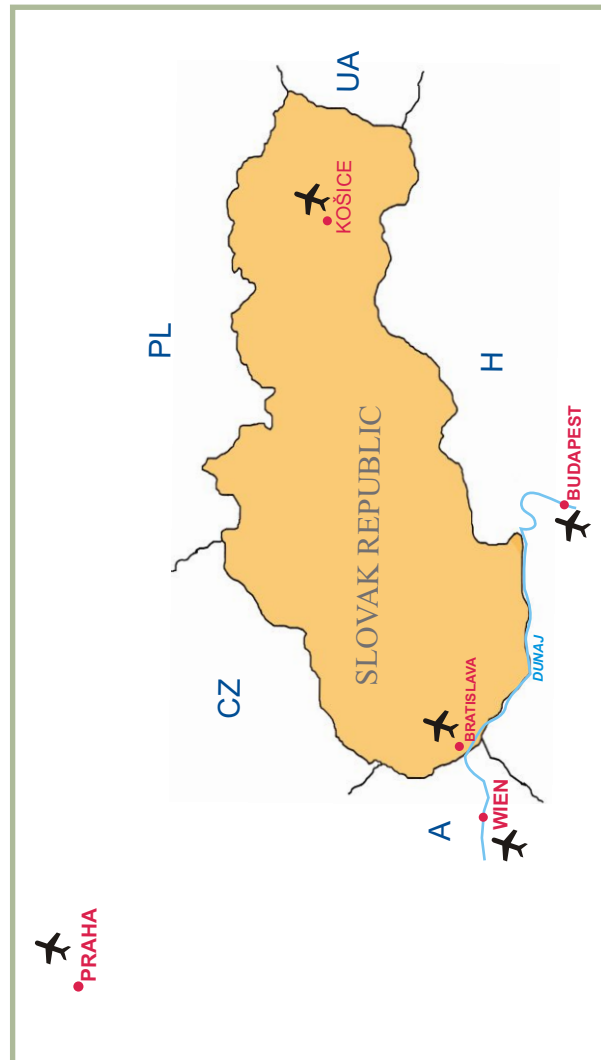 PRAHA
PL
CZ
UA
KOŠICE
SLOVAK REPUBLIC
A
BRATISLAVA
H
WIEN
DUNAJ
BUDAPEST